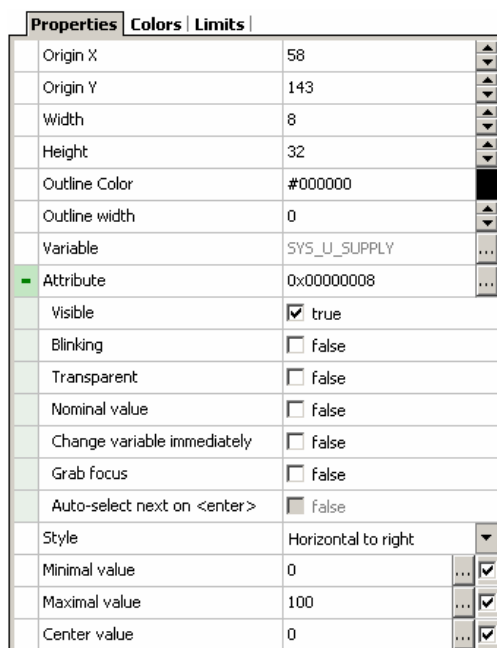 Properties | Colors | Limits |
Origin X 58
Origin Y 143
Width 8
Height 32
Outline Color #000000
Outline width 0
Variable SYS_U_SUPPLY ...
Attribute 0x00000008 ...
Visible true
Blinking false
Transparent false
Nominal value false
Change variable immediately false
Grab focus false
Auto-select next on <enter> false
Style Horizontal to right
Minimal value 0 ...
Maximal value 100 ...
Center value 0 ...